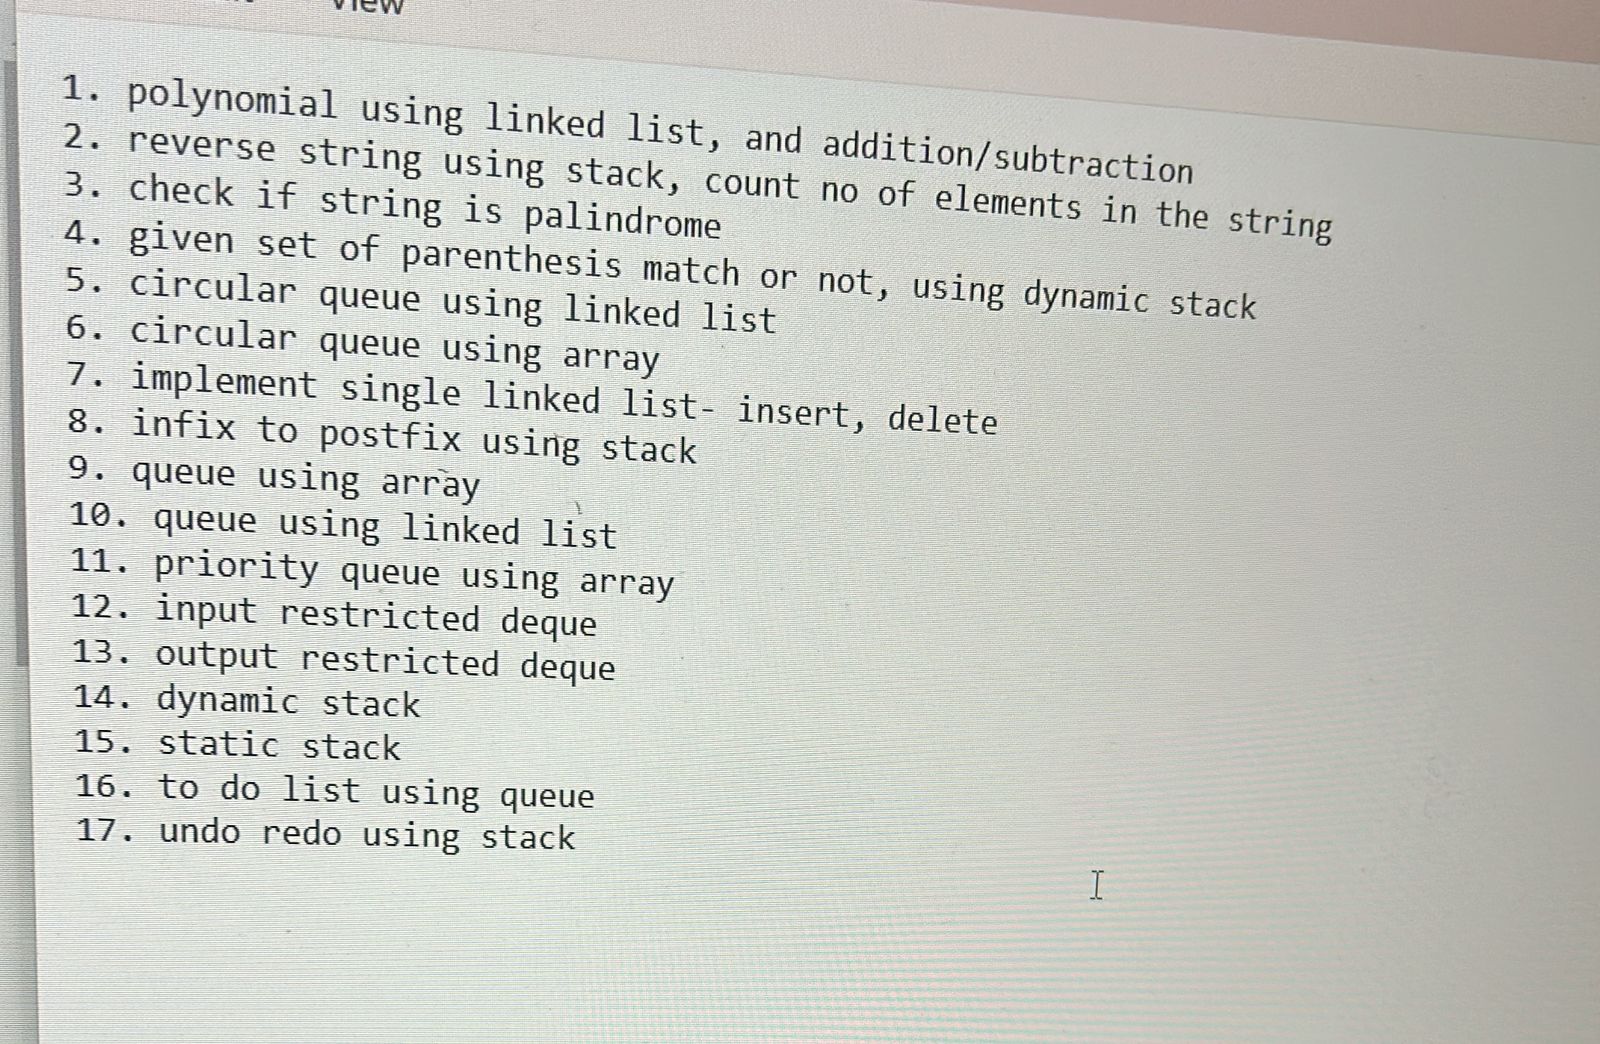 View
1. polynomial using linked list, and addition/subtraction
2. reverse string using stack, count no of elements in the string
3. check if string is palindrome
4. given set of parenthesis match or not, using dynamic stack
5. circular queue using linked list
6. circular queue using array
7. implement single linked list- insert, delete
8. infix to postfix using stack
9. queue using array
10. queue using linked list
11. priority queue using array
12. input restricted deque
13. output restricted deque
14. dynamic stack
15. static stack
16. to do list using queue
17. undo redo using stack